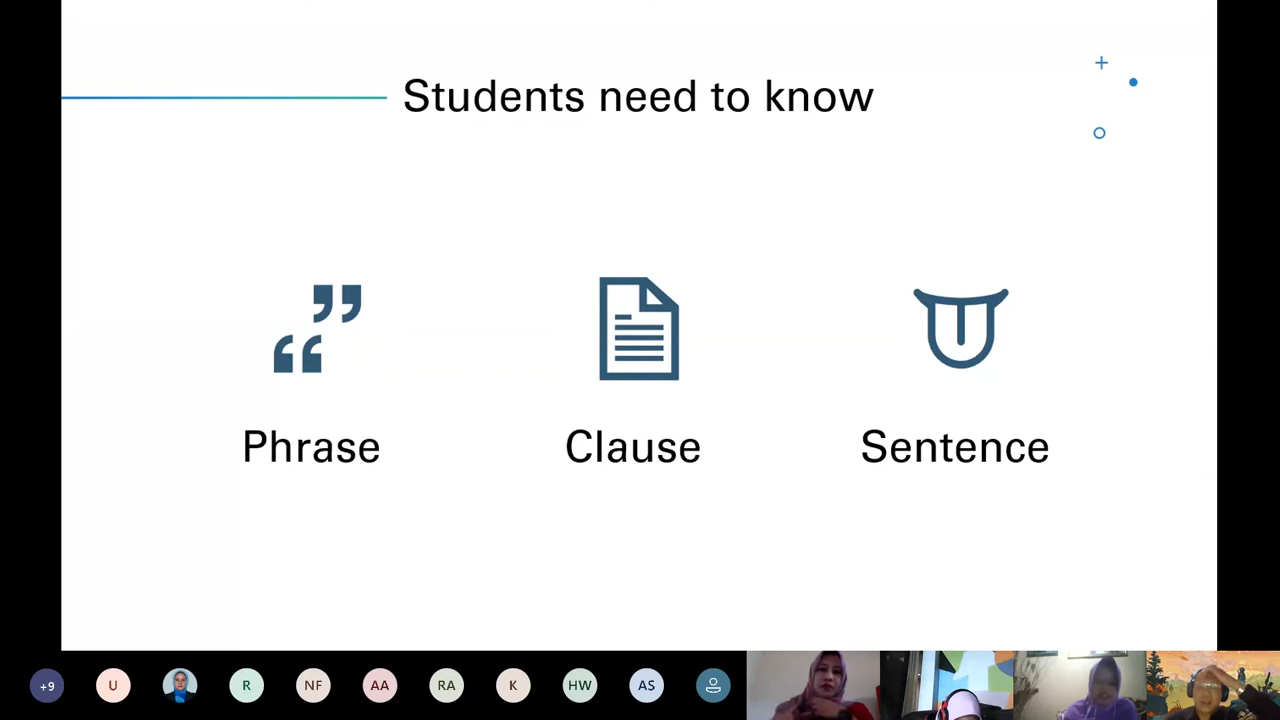 Students need to know
Phrase
Clause
Sentence
+9
U
R
NF
AA
RA
K
HW
AS